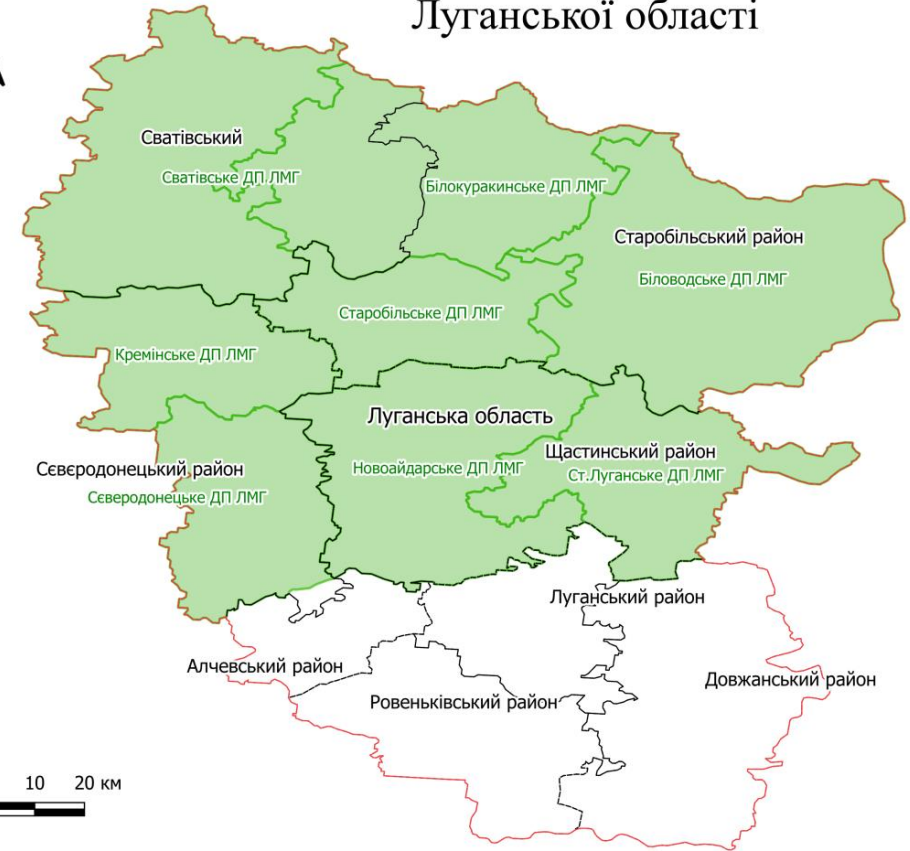 Луганської області
Сватівський
Сватівське ДП ЛМГ
Білокуракинське ДП ЛМГ
Старобільський район
Біловодське ДП ЛМГ
Старобільське ДП ЛМГ
Кремінське ДП ЛМГ
Луганська область
Щастинський район
Сєвєродонецький район
Новоайдарське ДП ЛМГ
Ст.Луганське ДП ЛМГ
Сєверодонецьке ДП ЛМГ
Луганський район
Алчевський район
Довжанський район
Ровеньківський район
10 20 км